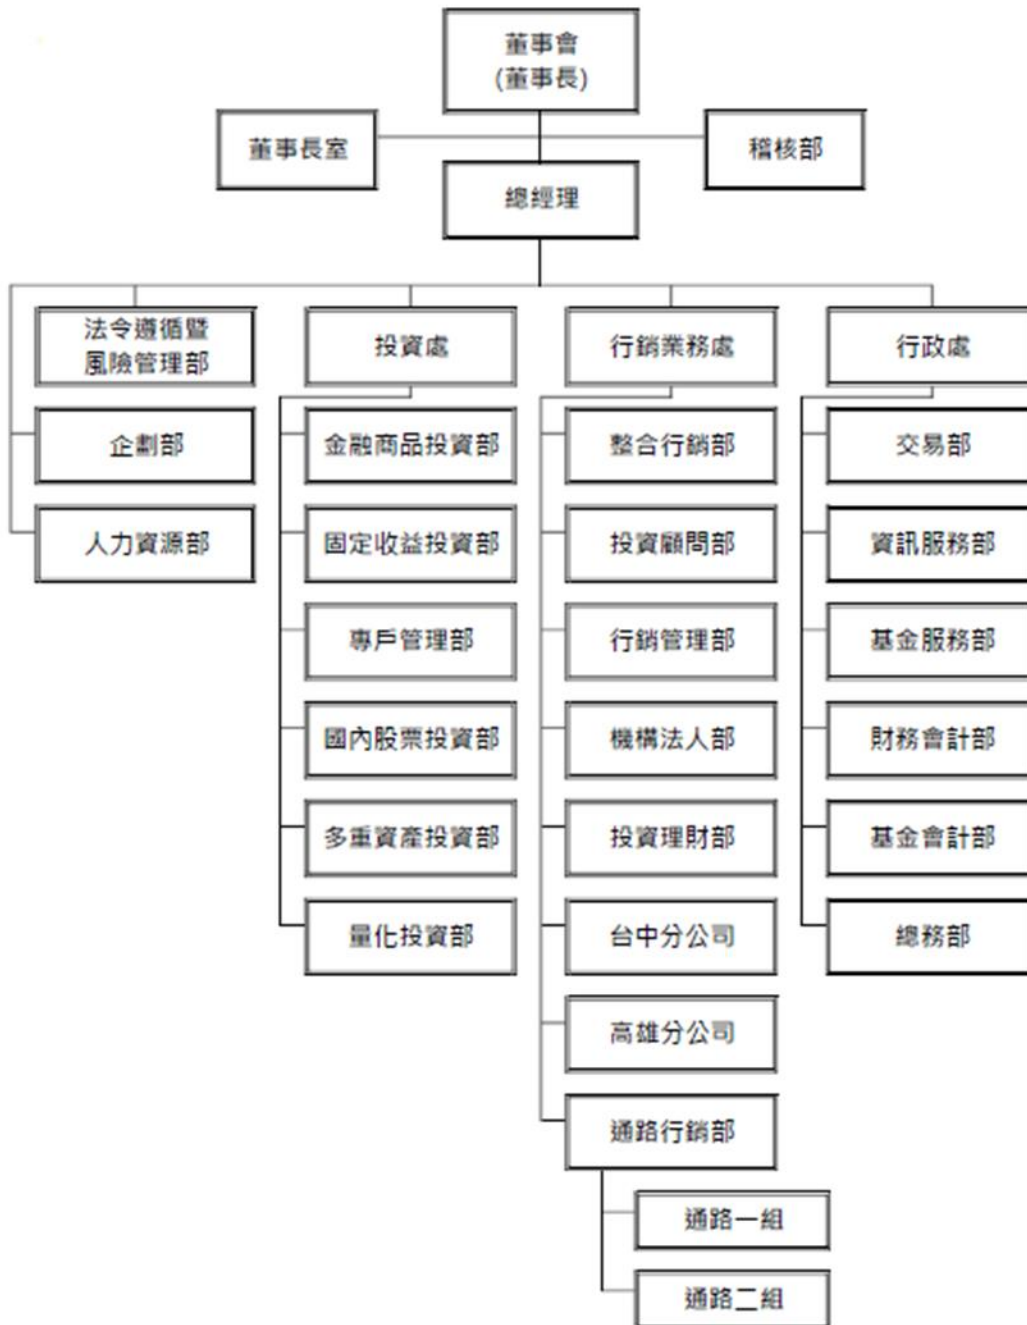 董事會
(董事長)
董事長室
稽核部
總經理
法令遵循暨
風險管理部
投資處
行銷業務處
行政處
企劃部
金融商品投資部
整合行銷部
交易部
人力資源部
固定收益投資部
投資顧問部
資訊服務部
專戶管理部
行銷管理部
基金服務部
國內股票投資部
機構法人部
財務會計部
多重資產投資部
投資理財部
基金會計部
量化投資部
台中分公司
總務部
高雄分公司
通路行銷部
通路一組
通路二組